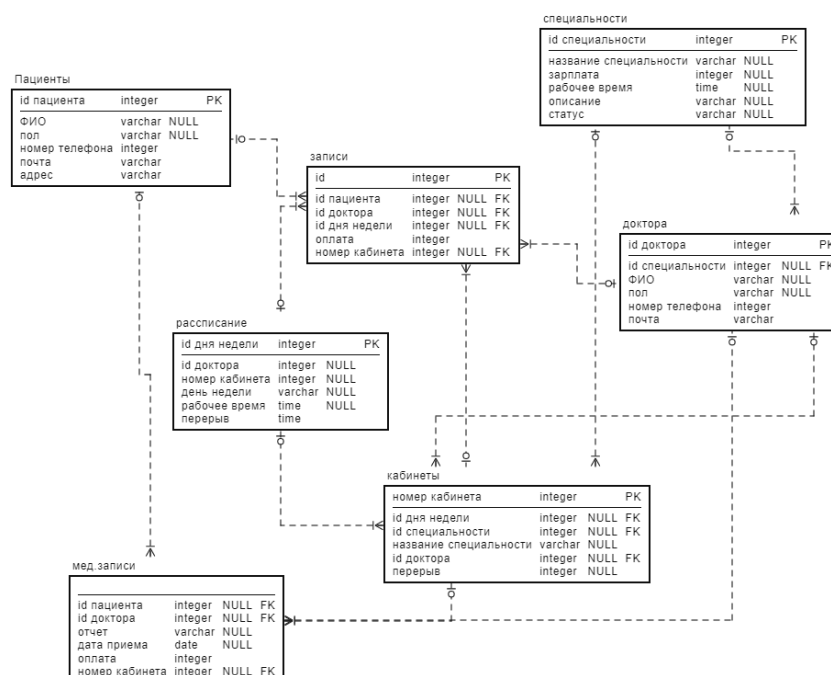 специальности
id специальности integer PK
название специальности varchar NULL
зарплата integer NULL
рабочее время time NULL
описание varchar NULL
статус varchar NULL
Пациенты
id пациента integer PK
ФИО varchar NULL
пол varchar NULL
номер телефона integer
почта varchar
адрес varchar
записи
id integer PK
id пациента integer NULL FK
id доктора integer NULL FK
id дня недели integer NULL FK
оплата integer
номер кабинета integer NULL FK
доктора
id доктора integer PK
id специальности integer NULL FK
ФИО varchar NULL
пол varchar NULL
номер телефона integer
почта varchar
рассписание
id дня недели integer PK
id доктора integer NULL
номер кабинета integer NULL
день недели varchar NULL
рабочее время time NULL
перерыв time
кабинеты
номер кабинета integer PK
id дня недели integer NULL FK
id специальности integer NULL FK
название специальности varchar NULL
id доктора integer NULL FK
перерыв integer NULL
мед.записи
id пациента integer NULL FK
id доктора integer NULL FK
отчет varchar NULL
дата приема date NULL
оплата integer
номер кабинета integer NULL FK